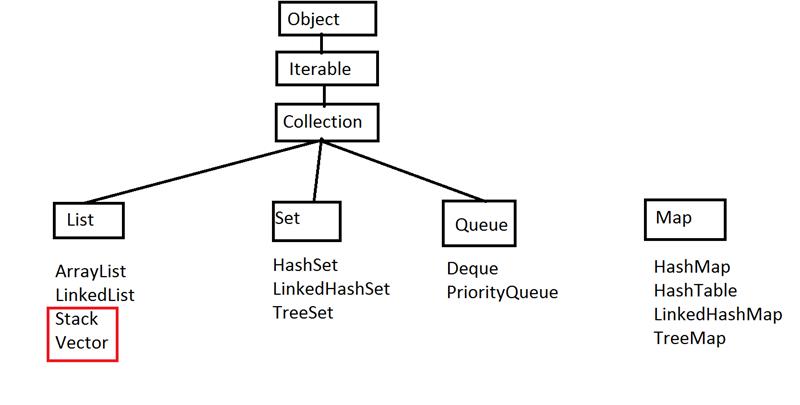 Object
Iterable
Collection
List
Set
Queue
Map
ArrayList
LinkedList
Stack
Vector
HashSet
LinkedHashSet
TreeSet
Deque
PriorityQueue
HashMap
HashTable
LinkedHashMap
TreeMap